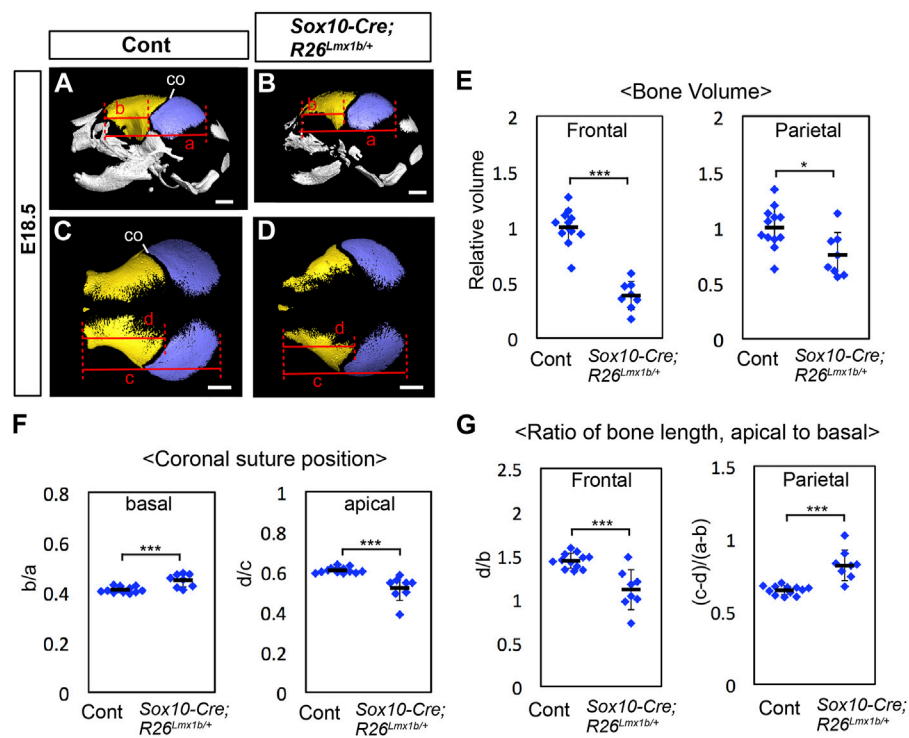 Cont
Sox10-Cre;
R26Lmx1b/+
E18.5
A
co
b
a
B
b
a
C
co
d
c
D
d
c
E
<Bone Volume>
Relative volume
2
1.5
1
0.5
0
Frontal
***
Cont
Sox10-Cre;
R26Lmx1b/+
2
1.5
1
0.5
0
Parietal
*
Cont
Sox10-Cre;
R26Lmx1b/+
F
<Coronal suture position>
b/a
0.8
0.6
0.4
0.2
0
basal
***
Cont
Sox10-Cre;
R26Lmx1b/+
d/c
1
0.8
0.6
0.4
0.2
0
apical
***
Cont
Sox10-Cre;
R26Lmx1b/+
G
<Ratio of bone length, apical to basal>
d/b
2.5
2
1.5
1
0.5
0
Frontal
***
Cont
Sox10-Cre;
R26Lmx1b/+
(c-d)/(a-b)
1.5
1
0.5
0
Parietal
***
Cont
Sox10-Cre;
R26Lmx1b/+